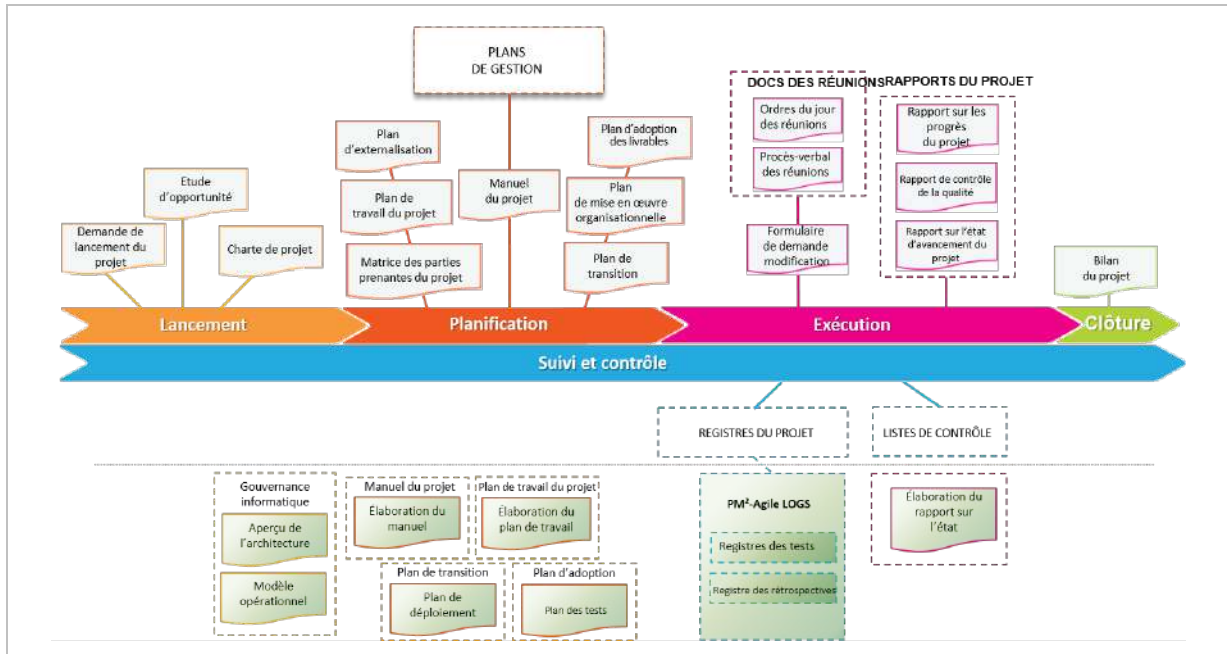 PLANS
DE GESTION
DOCS DES RÉUNIONS
RAPPORTS DU PROJET
Ordres du jour
des réunions
Procès-verbal
des réunions
Rapport sur les
progrès
du projet
Rapport de contrôle
de la qualité
Rapport sur l'état
d'avancement du
projet
Plan
d'externalisation
Plan d'adoption
des livrables
Etude
d'opportunité
Plan de
travail du projet
Manuel
du projet
Plan
de mise en œuvre
organisationnelle
Demande de
lancement du
projet
Charte de projet
Matrice des parties
prenantes du projet
Plan de
transition
Formulaire
de demande
modification
Bilan
du projet
Lancement
Planification
Exécution
Clôture
Suivi et contrôle
REGISTRES DU PROJET
LISTES DE CONTRÔLE
Gouvernance
informatique
Aperçu de
l'architecture
Modèle
opérationnel
Manuel du projet
Élaboration du
manuel
Plan de travail du projet
Élaboration du
plan de travail
Plan de transition
Plan de
déploiement
Plan d'adoption
Plan des tests
PM²-Agile LOGS
Registres des tests
Registre des rétrospectives
Élaboration du
rapport sur
l'état